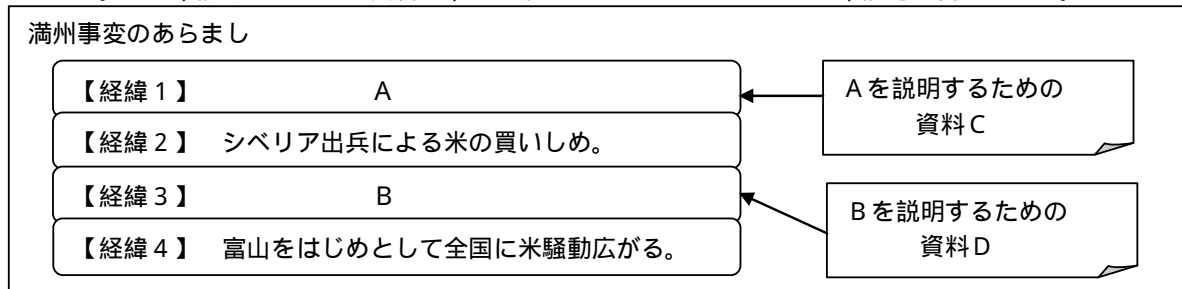 満州事変のあらまし
【経緯1】 A
【経緯2】 シベリア出兵による米の買いしめ。
【経緯3】 B
【経緯4】 富山をはじめとして全国に米騒動広がる。
Aを説明するための
資料C
Bを説明するための
資料D